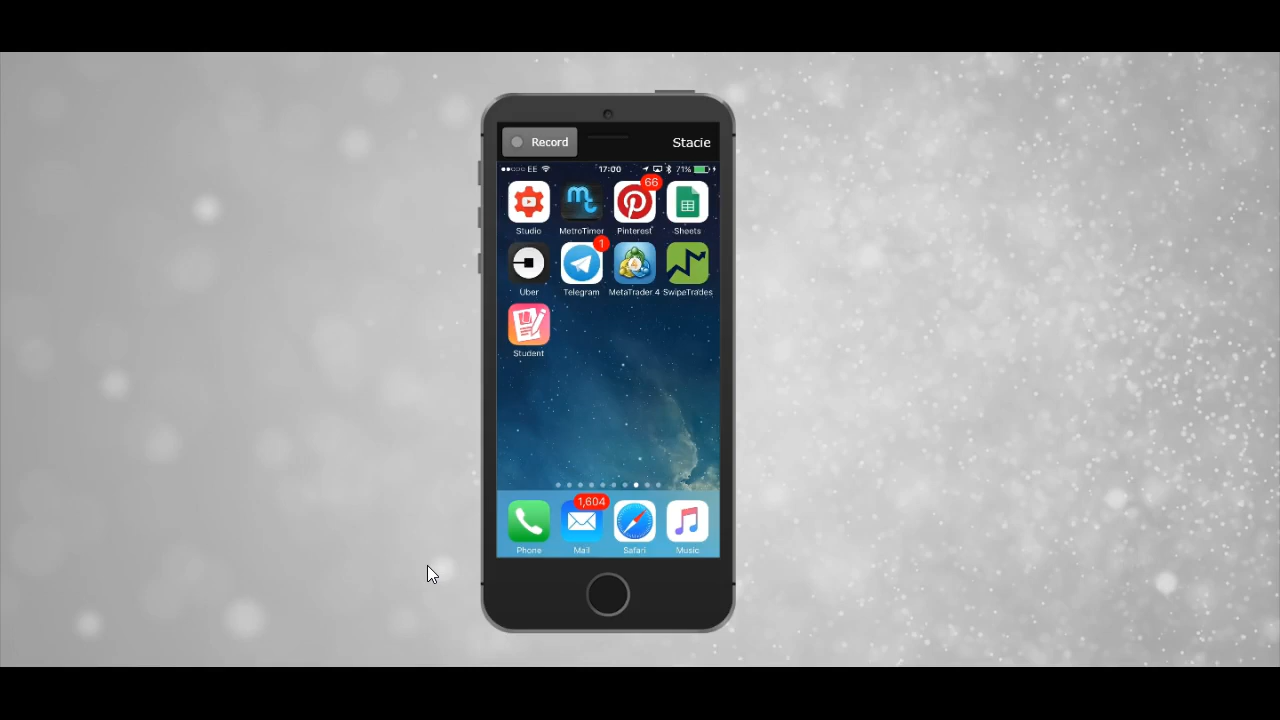 Record Stacie
EE 17:00 71%
66
Studio MetroTimer Pinterest Sheets
1
Uber Telegram MetaTrader 4 SwipeTrades
Student
1,604
Phone Mail Safari Music